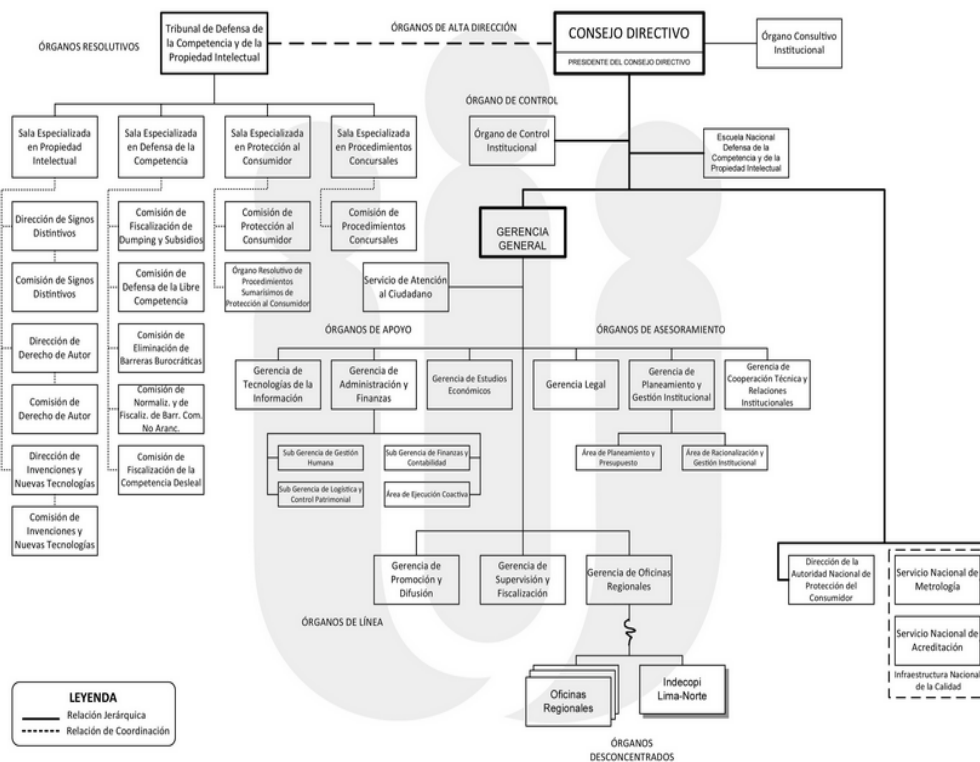 ÓRGANOS RESOLUTIVOS
Tribunal de Defensa de
la Competencia y de la
Propiedad Intelectual
ÓRGANOS DE ALTA DIRECCIÓN
CONSEJO DIRECTIVO
PRESIDENTE DEL CONSEJO DIRECTIVO
Órgano Consultivo
Institucional
ÓRGANO DE CONTROL
Órgano de Control
Institucional
Escuela Nacional
Defensa de la
Competencia y de la
Propiedad Intelectual
Sala Especializada
en Propiedad
Intelectual
Sala Especializada
en Defensa de la
Competencia
Sala Especializada
en Protección al
Consumidor
Sala Especializada
en Procedimientos
Concursales
Dirección de Signos
Distintivos
Comisión de Signos
Distintivos
Dirección de
Derecho de Autor
Comisión de
Derecho de Autor
Dirección de
Invenciones y
Nuevas Tecnologías
Comisión de
Invenciones y
Nuevas Tecnologías
Comisión de
Fiscalización de
Dumping y Subsidios
Comisión de
Defensa de la Libre
Competencia
Comisión de
Eliminación de
Barreras Burocráticas
Comisión de
Normaliz. y de
Fiscaliz. de Barr. Com.
No Aranc.
Comisión de
Fiscalización de la
Competencia Desleal
Comisión de
Protección al
Consumidor
Órgano Resolutivo de
Procedimientos
Sumarísimos de
Protección al Consumidor
Comisión de
Procedimientos
Concursales
GERENCIA
GENERAL
Servicio de Atención
al Ciudadano
ÓRGANOS DE APOYO
ÓRGANOS DE ASESORAMIENTO
Gerencia de
Tecnologías de la
Información
Gerencia de
Administración y
Finanzas
Gerencia de Estudios
Económicos
Gerencia Legal
Gerencia de
Planeamiento y
Gestión Institucional
Gerencia de
Cooperación Técnica y
Relaciones
Institucionales
Sub Gerencia de Gestión
Humana
Sub Gerencia de Finanzas y
Contabilidad
Sub Gerencia de Logística y
Control Patrimonial
Área de Ejecución Coactiva
Área de Planeamiento y
Presupuesto
Área de Racionalización y
Gestión Institucional
Gerencia de
Promoción y
Difusión
Gerencia de
Supervisión y
Fiscalización
Gerencia de Oficinas
Regionales
ÓRGANOS DE LÍNEA
Oficinas
Regionales
Indecopi
Lima-Norte
ÓRGANOS
DESCONCENTRADOS
Dirección de la
Autoridad Nacional de
Protección del
Consumidor
Servicio Nacional de
Metrología
Servicio Nacional de
Acreditación
Infraestructura Nacional
de la Calidad
LEYENDA
Relación Jerárquica
Relación de Coordinación